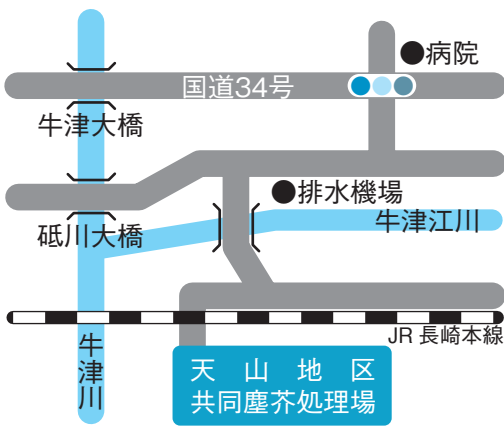 ●病院
国道34号
牛津大橋
●排水機場
牛津江川
砥川大橋
JR 長崎本線
牛津川
天山地区
共同塵芥処理場